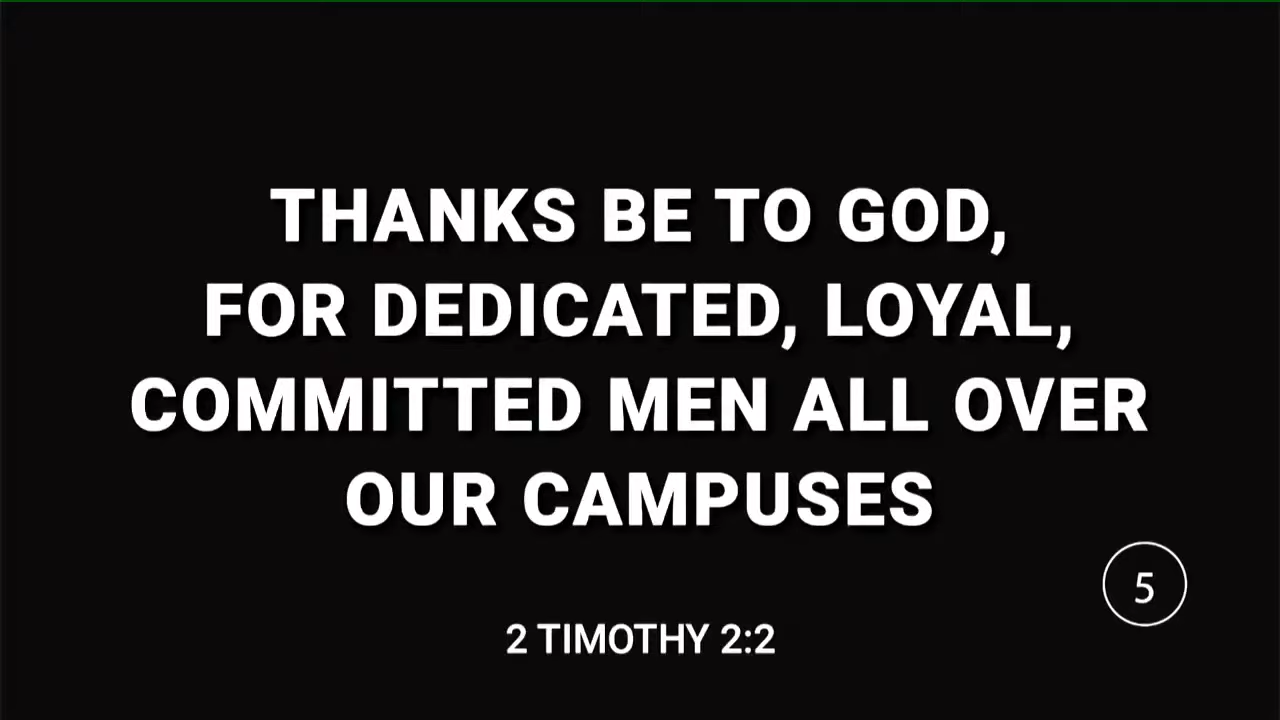 THANKS BE TO GOD,
FOR DEDICATED, LOYAL,
COMMITTED MEN ALL OVER
OUR CAMPUSES
5
2 TIMOTHY 2:2